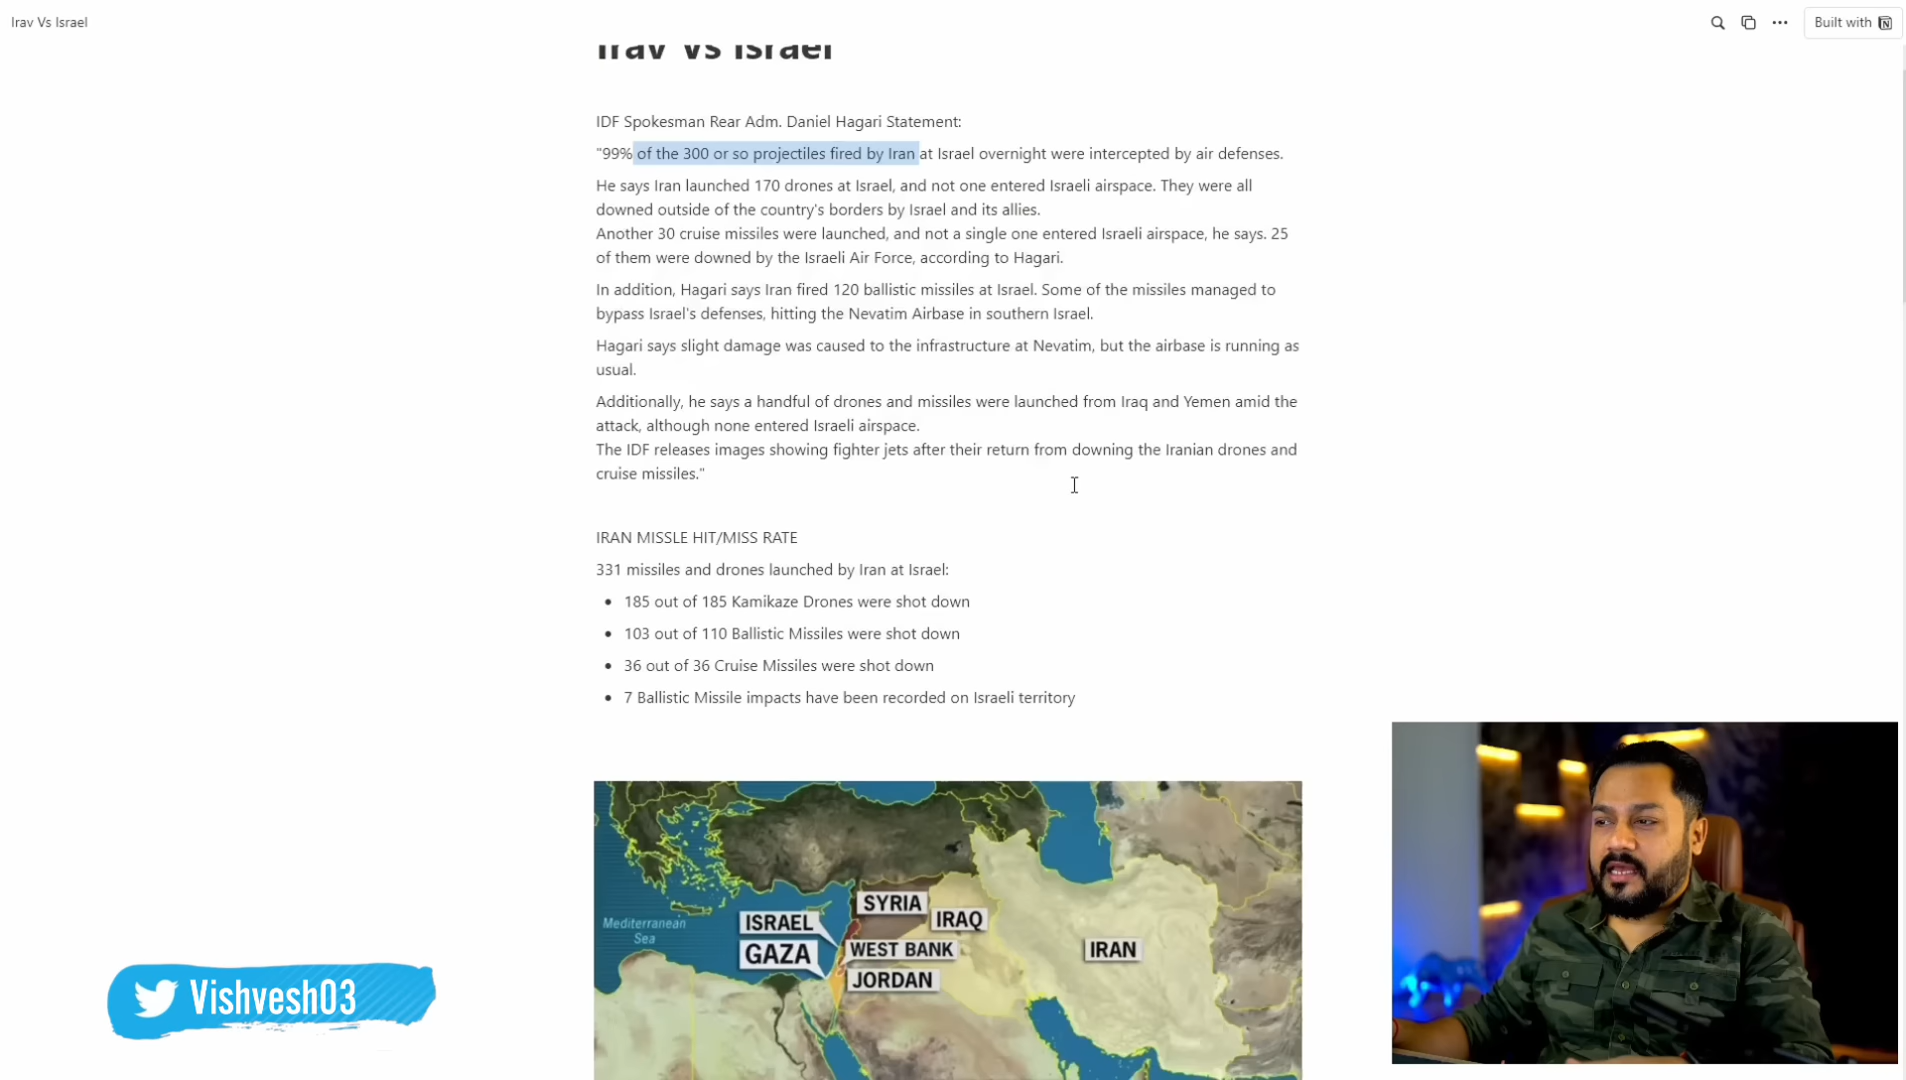 Irav Vs Israel
Built with
Irav Vs Israel
IDF Spokesman Rear Adm. Daniel Hagari Statement:
"99% of the 300 or so projectiles fired by Iran at Israel overnight were intercepted by air defenses.
He says Iran launched 170 drones at Israel, and not one entered Israeli airspace. They were all
downed outside of the country's borders by Israel and its allies.
Another 30 cruise missiles were launched, and not a single one entered Israeli airspace, he says. 25
of them were downed by the Israeli Air Force, according to Hagari.
In addition, Hagari says Iran fired 120 ballistic missiles at Israel. Some of the missiles managed to
bypass Israel's defenses, hitting the Nevatim Airbase in southern Israel.
Hagari says slight damage was caused to the infrastructure at Nevatim, but the airbase is running as
usual.
Additionally, he says a handful of drones and missiles were launched from Iraq and Yemen amid the
attack, although none entered Israeli airspace.
The IDF releases images showing fighter jets after their return from downing the Iranian drones and
cruise missiles."
IRAN MISSLE HIT/MISS RATE
331 missiles and drones launched by Iran at Israel:
• 185 out of 185 Kamikaze Drones were shot down
• 103 out of 110 Ballistic Missiles were shot down
• 36 out of 36 Cruise Missiles were shot down
• 7 Ballistic Missile impacts have been recorded on Israeli territory
SYRIA
ISRAEL
IRAQ
Mediterranean
Sea
GAZA
WEST BANK
IRAN
JORDAN
Vishvesh03